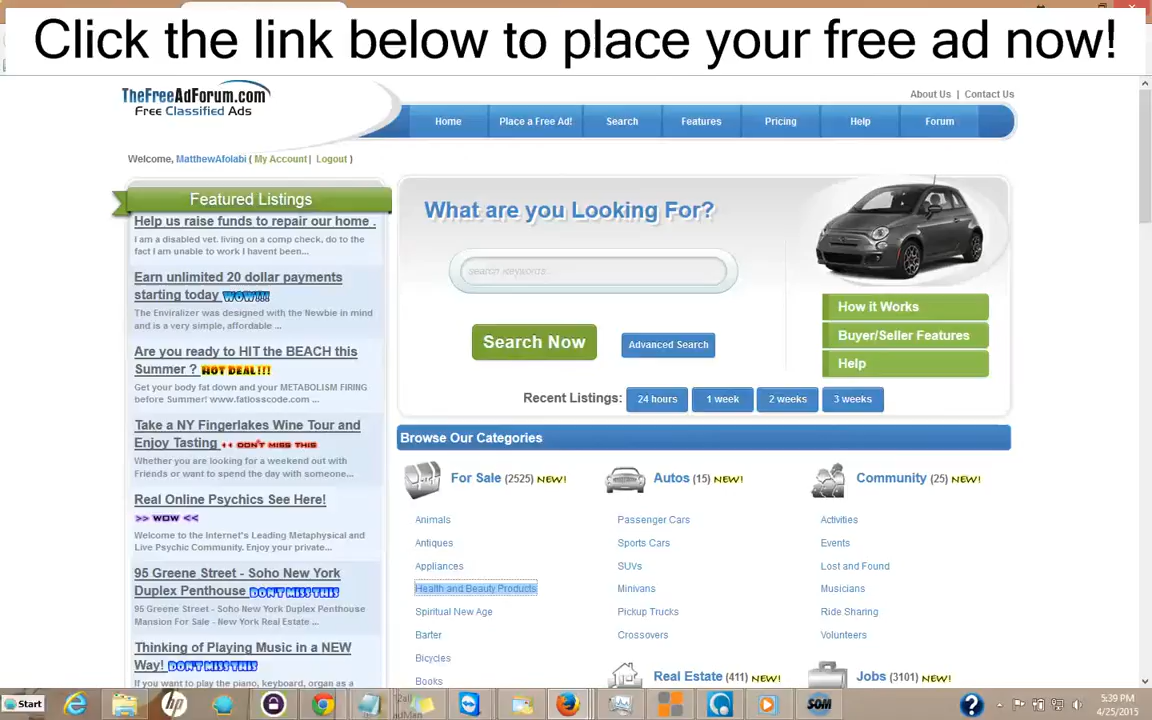 Click the link below to place your free ad now!
TheFreeAdForum.com
Free Classified Ads
About Us | Contact Us
Home Place a Free Ad! Search Features Pricing Help Forum
Welcome, MatthewAfolabi ( My Account | Logout )
Featured Listings
Help us raise funds to repair our home .
I am a disabled vet. living on a comp check, do to the
fact I am unable to work I havent been...
Earn unlimited 20 dollar payments
starting today WOW!!!
The Enviralizer was designed with the Newbie in mind
and is a very simple, affordable ...
Are you ready to HIT the BEACH this
Summer ? HOT DEAL!!!
Get your body fat down and your METABOLISM FIRING
before Summer! www.fatlosscode.com ...
Take a NY Fingerlakes Wine Tour and
Enjoy Tasting DON'T MISS THIS
Whether you are looking for a weekend out with
Friends or want to spend the day with someone...
Real Online Psychics See Here!
>> WOW <<
Welcome to the Internet's Leading Metaphysical and
Live Psychic Community. Enjoy your private...
95 Greene Street - Soho New York
Duplex Penthouse DON'T MISS THIS
95 Greene Street - Soho New York Duplex Penthouse
Mansion For Sale - New York Real Estate ...
Thinking of Playing Music in a NEW
Way! DON'T MISS THIS
If you want to play the piano, keyboard, organ as a
What are you Looking For?
search keywords...
Search Now
Advanced Search
How it Works
Buyer/Seller Features
Help
Recent Listings: 24 hours 1 week 2 weeks 3 weeks
Browse Our Categories
For Sale (2525) NEW!
Animals
Antiques
Appliances
Health and Beauty Products
Spiritual New Age
Barter
Bicycles
Books
Autos (15) NEW!
Passenger Cars
Sports Cars
SUVs
Minivans
Pickup Trucks
Crossovers
Real Estate (411) NEW!
Community (25) NEW!
Activities
Events
Lost and Found
Musicians
Ride Sharing
Volunteers
Jobs (3101) NEW!
Start
hp
SOM
5:39 PM
4/25/2015